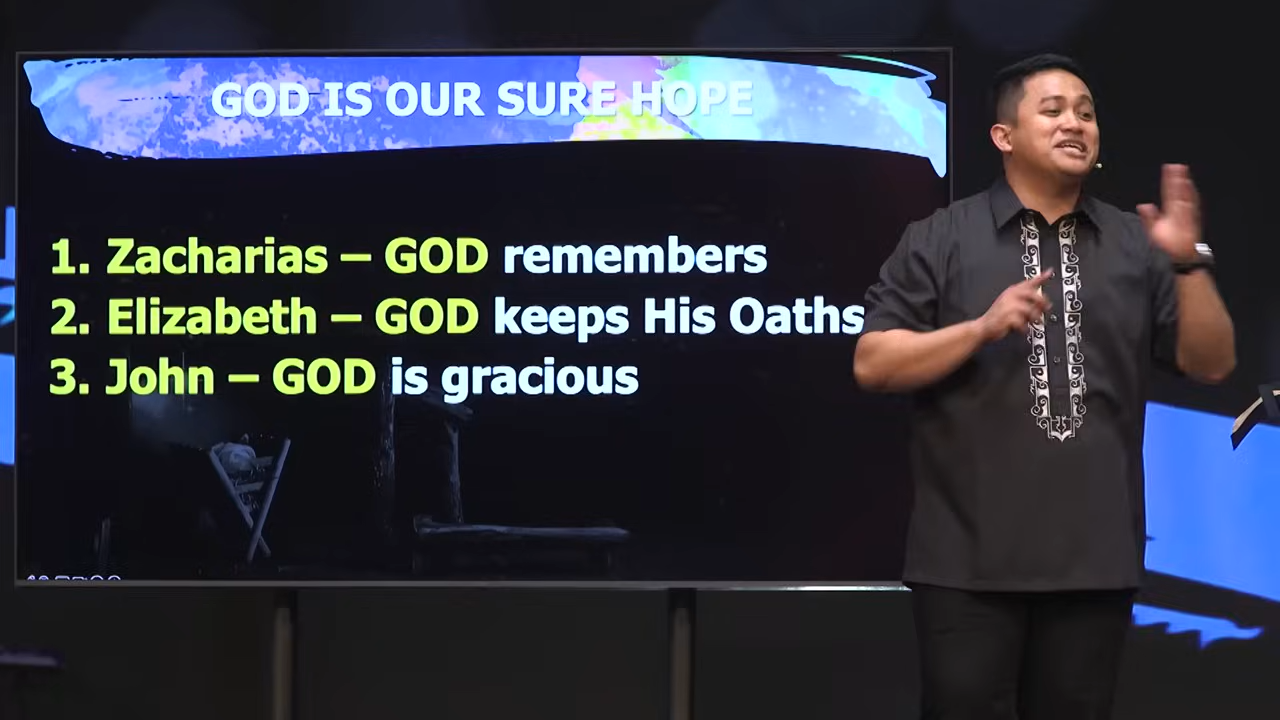 GOD IS OUR SURE HOPE
1. Zacharias – GOD remembers
2. Elizabeth – GOD keeps His Oaths
3. John – GOD is gracious